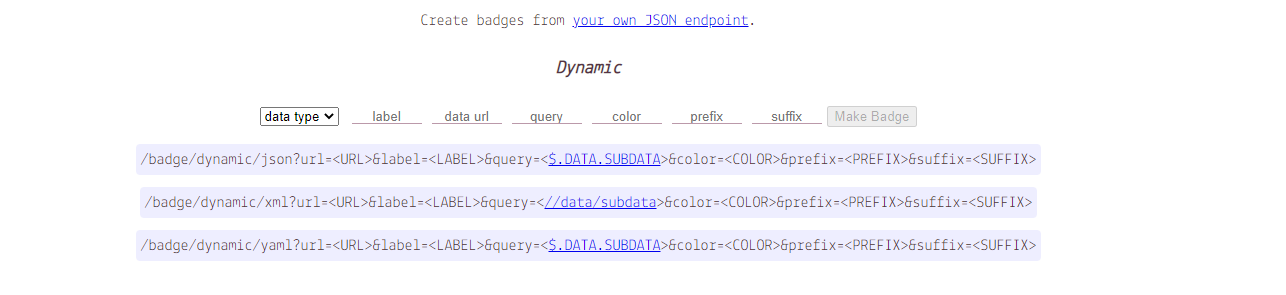 Create badges from your own JSON endpoint.
Dynamic
data type label data url query color prefix suffix Make Badge
/badge/dynamic/json?url=<URL>&label=<LABEL>&query=<$.DATA.SUBDATA>&color=<COLOR>&prefix=<PREFIX>&suffix=<SUFFIX>
/badge/dynamic/xml?url=<URL>&label=<LABEL>&query=<//data/subdata>&color=<COLOR>&prefix=<PREFIX>&suffix=<SUFFIX>
/badge/dynamic/yaml?url=<URL>&label=<LABEL>&query=<$.DATA.SUBDATA>&color=<COLOR>&prefix=<PREFIX>&suffix=<SUFFIX>